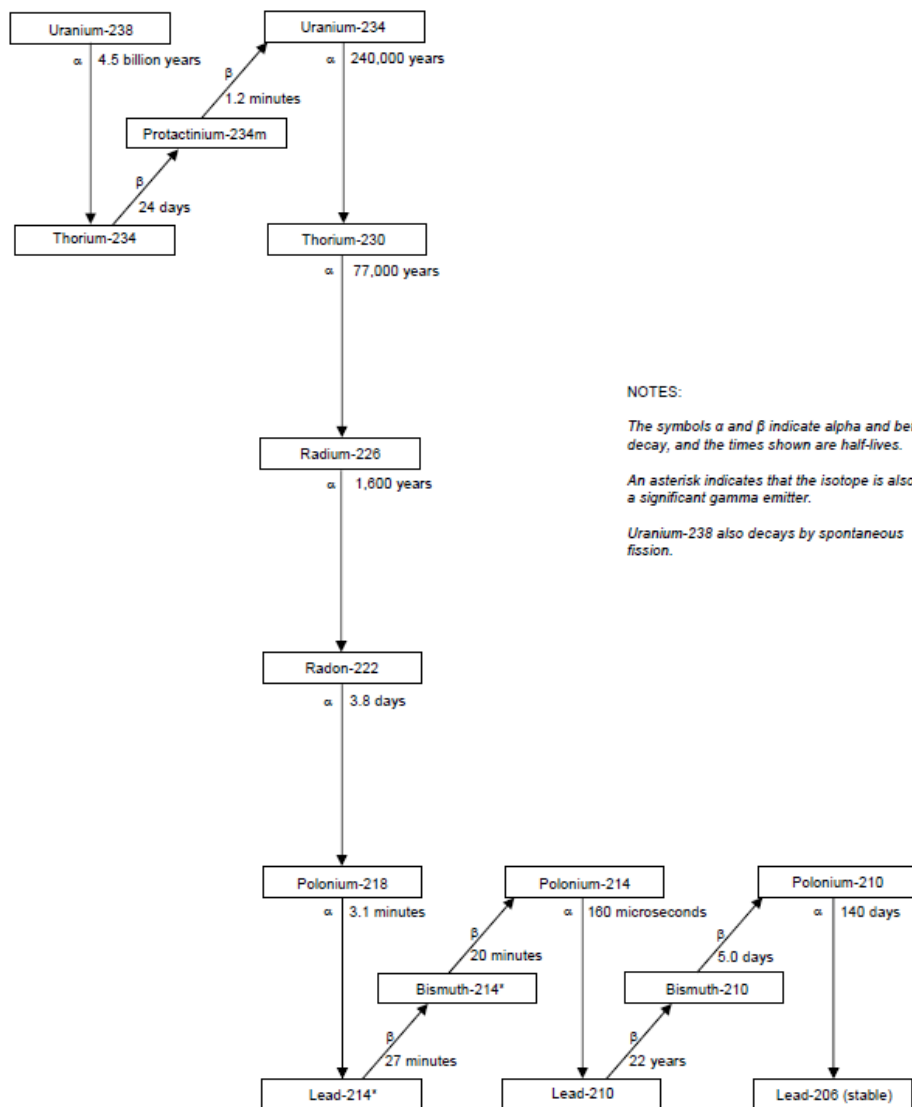 Uranium-238
Uranium-234
α 4.5 billion years
α 240,000 years
β
1.2 minutes
Protactinium-234m
β
24 days
Thorium-234
Thorium-230
α 77,000 years
NOTES:
The symbols α and β indicate alpha and be
decay, and the times shown are half-lives.
Radium-226
α 1,600 years
An asterisk indicates that the isotope is also
a significant gamma emitter.
Uranium-238 also decays by spontaneous
fission.
Radon-222
α 3.8 days
Polonium-218
Polonium-214
Polonium-210
α 3.1 minutes
α 160 microseconds
α 140 days
β
20 minutes
β
5.0 days
Bismuth-214*
Bismuth-210
β
27 minutes
β
22 years
Lead-214*
Lead-210
Lead-206 (stable)